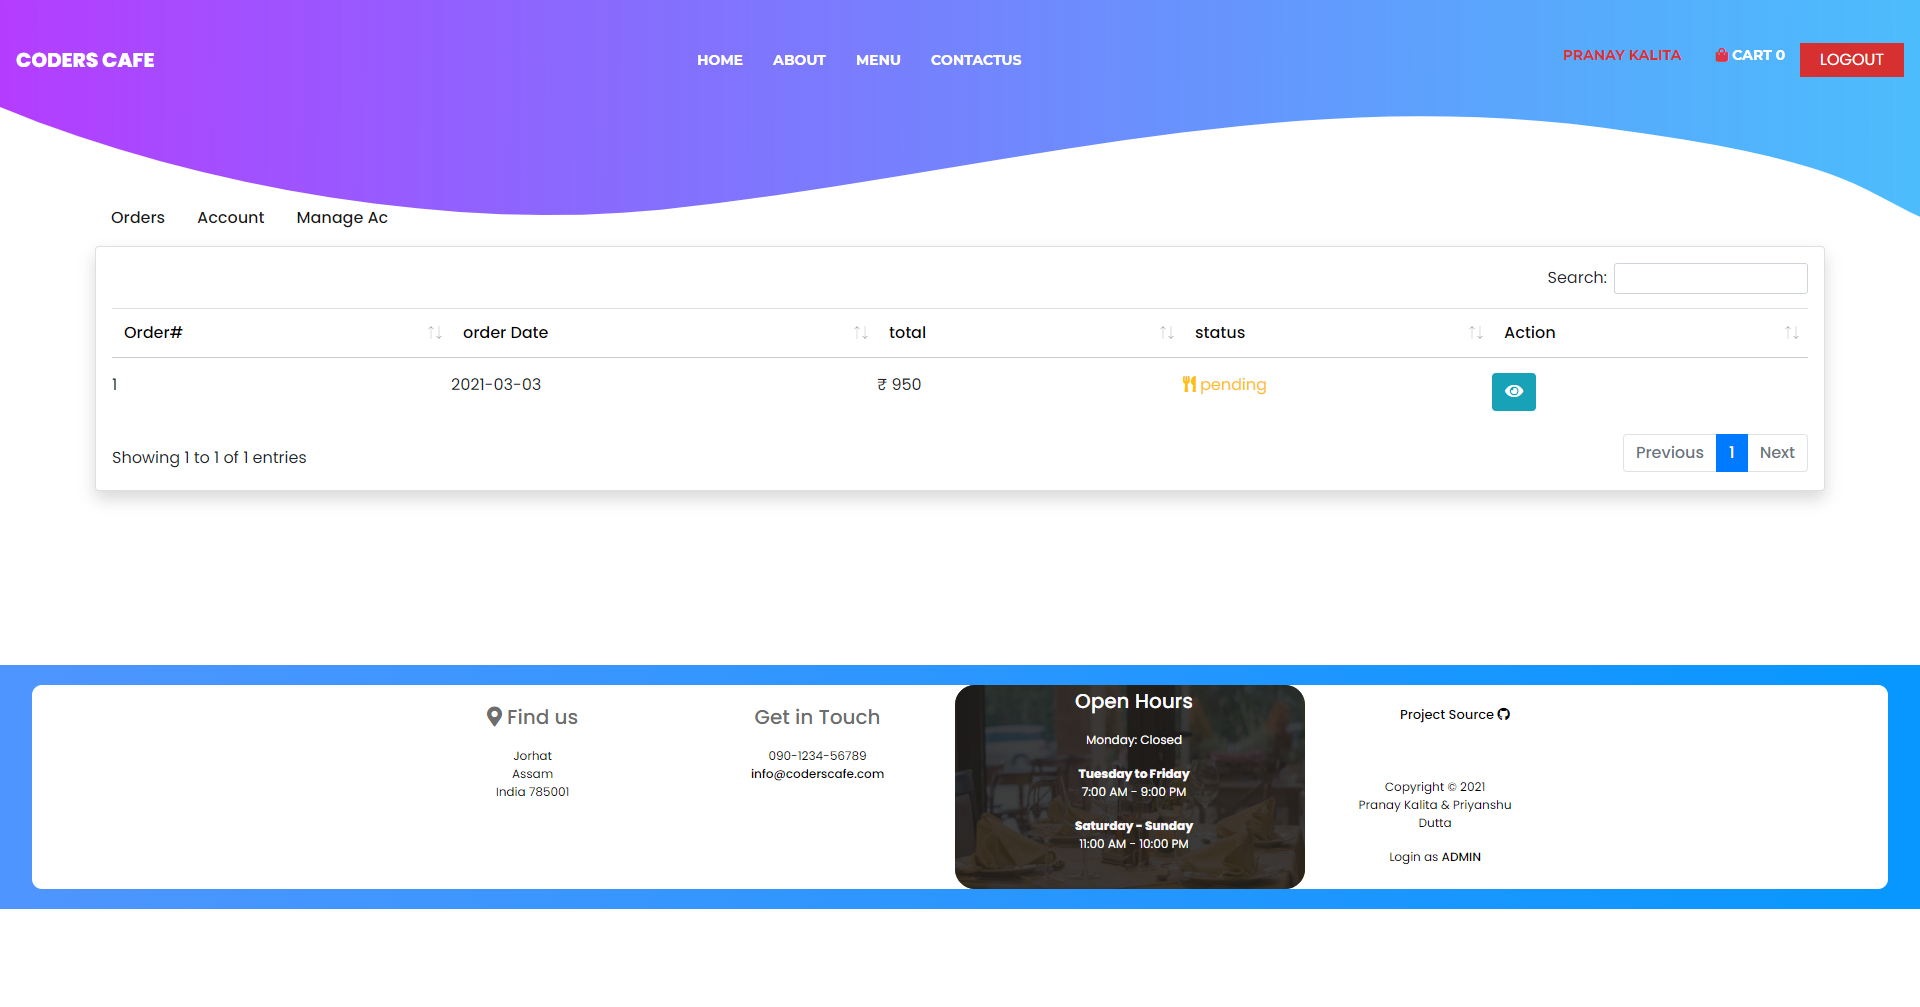 CODERS CAFE
HOME ABOUT MENU CONTACTUS
PRANAY KALITA CART 0 LOGOUT
Orders Account Manage Ac
Search:
Order# order Date total status Action
1 2021-03-03 ₹ 950 pending
Showing 1 to 1 of 1 entries
Previous 1 Next
Find us
Jorhat
Assam
India 785001
Get in Touch
090-1234-56789
info@coderscafe.com
Open Hours
Monday: Closed
Tuesday to Friday
7:00 AM - 9:00 PM
Saturday - Sunday
11:00 AM - 10:00 PM
Project Source
Copyright © 2021
Pranay Kalita & Priyanshu
Dutta
Login as ADMIN